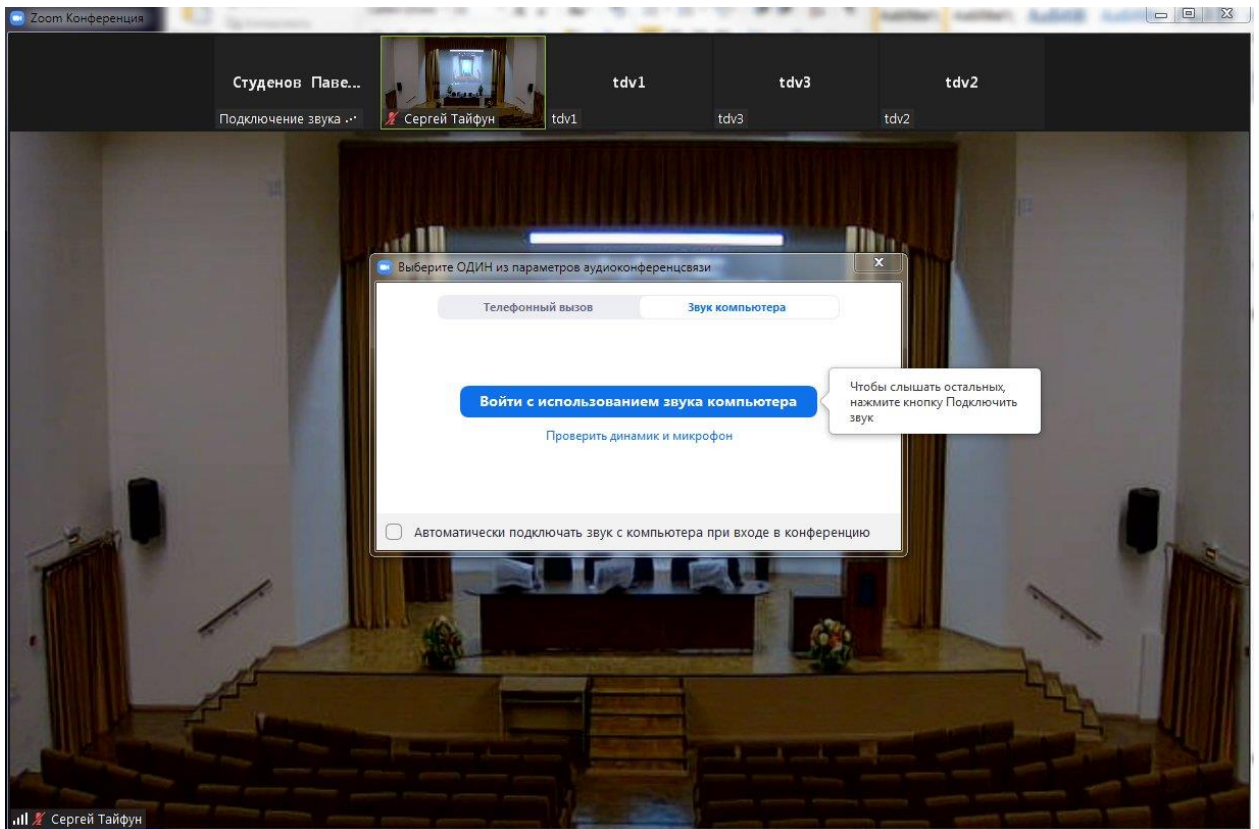 Zoom Конференция
Студенов Паве...
tdv1
tdv3
tdv2
Подключение звука
Сергей Тайфун
tdv1
tdv3
tdv2
Выберите ОДИН из параметров аудиоконференцсвязи
Телефонный вызов
Звук компьютера
Войти с использованием звука компьютера
Чтобы слышать остальных,
нажмите кнопку Подключить
звук
Проверить динамик и микрофон
Автоматически подключать звук с компьютера при входе в конференцию
Сергей Тайфун